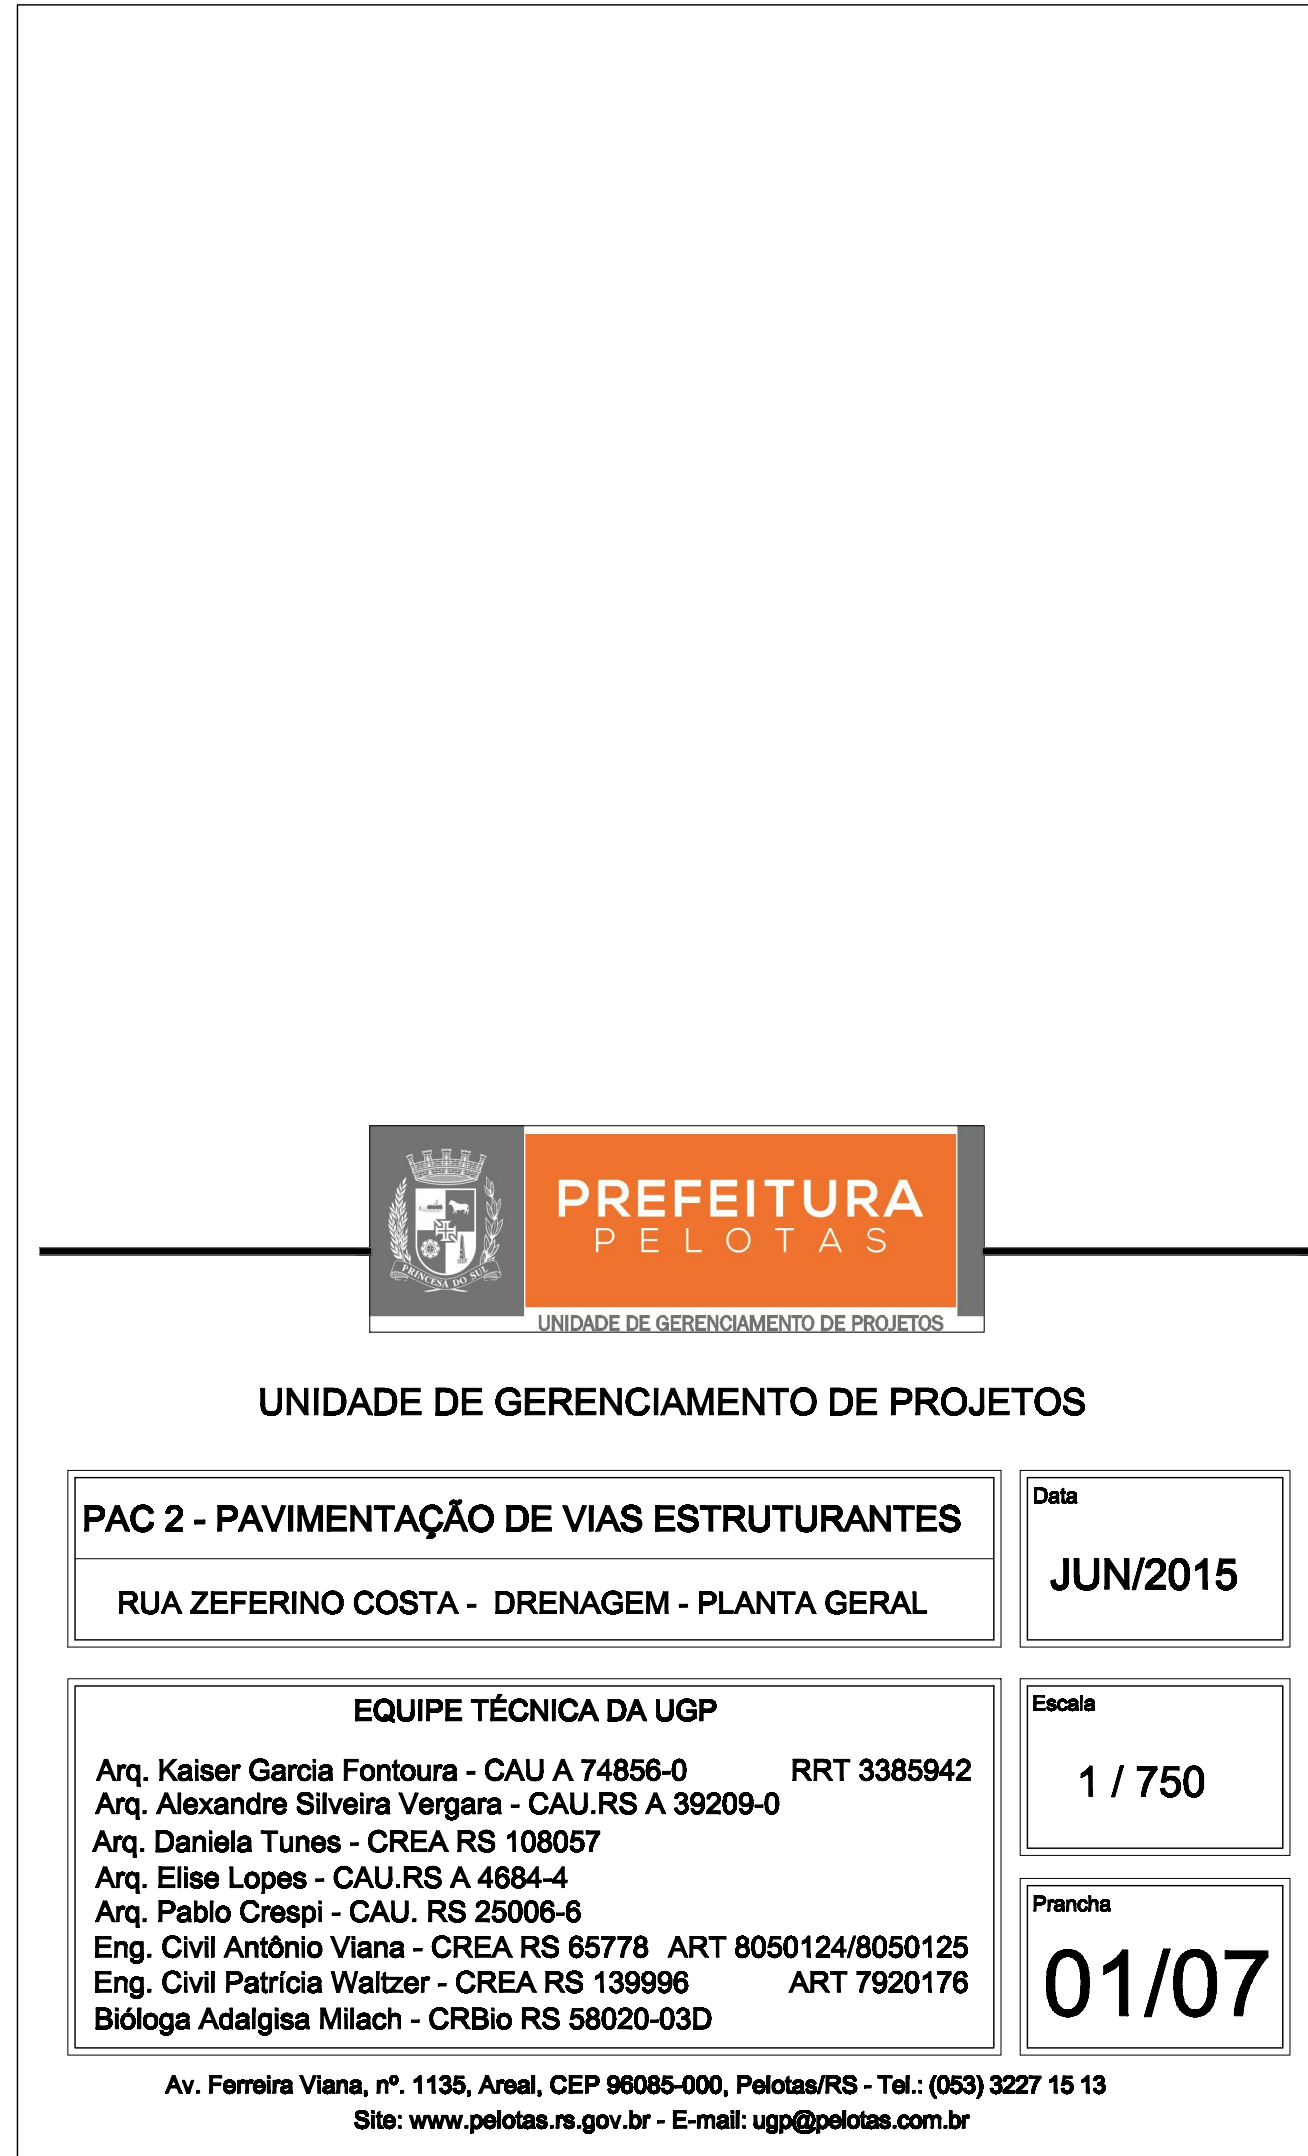 PREFEITURA
PELOTAS
PRINCESA DO SUL
UNIDADE DE GERENCIAMENTO DE PROJETOS
UNIDADE DE GERENCIAMENTO DE PROJETOS
PAC 2 - PAVIMENTAÇÃO DE VIAS ESTRUTURANTES
RUA ZEFERINO COSTA - DRENAGEM - PLANTA GERAL
Data
JUN/2015
EQUIPE TÉCNICA DA UGP
Arq. Kaiser Garcia Fontoura - CAU A 74856-0 RRT 3385942
Arq. Alexandre Silveira Vergara - CAU.RS A 39209-0
Arq. Daniela Tunes - CREA RS 108057
Arq. Elise Lopes - CAU.RS A 4684-4
Arq. Pablo Crespi - CAU. RS 25006-6
Eng. Civil Antônio Viana - CREA RS 65778 ART 8050124/8050125
Eng. Civil Patrícia Waltzer - CREA RS 139996 ART 7920176
Bióloga Adalgisa Milach - CRBio RS 58020-03D
Escala
1 / 750
Prancha
01/07
Av. Ferreira Viana, nº. 1135, Areal, CEP 96085-000, Pelotas/RS - Tel.: (053) 3227 15 13
Site: www.pelotas.rs.gov.br - E-mail: ugp@pelotas.com.br